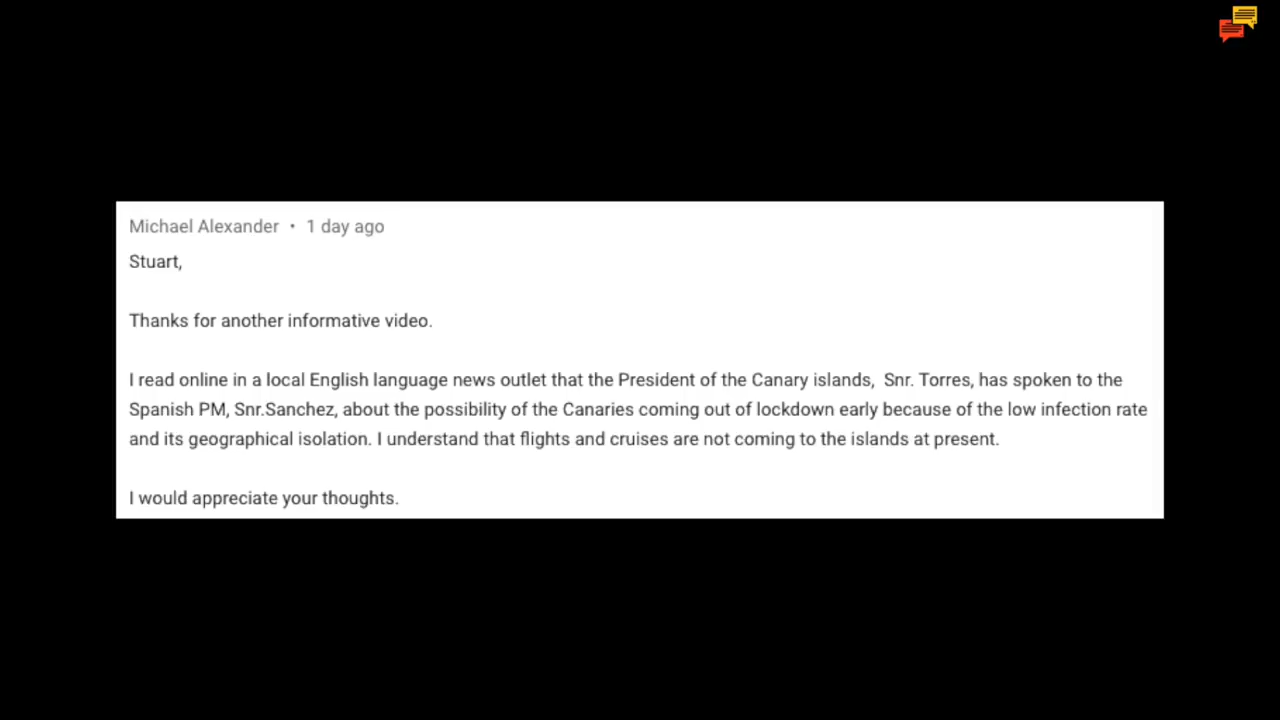 Michael Alexander • 1 day ago
Stuart,
Thanks for another informative video.
I read online in a local English language news outlet that the President of the Canary islands,  Snr. Torres, has spoken to the
Spanish PM, Snr.Sanchez, about the possibility of the Canaries coming out of lockdown early because of the low infection rate
and its geographical isolation. I understand that flights and cruises are not coming to the islands at present.
I would appreciate your thoughts.